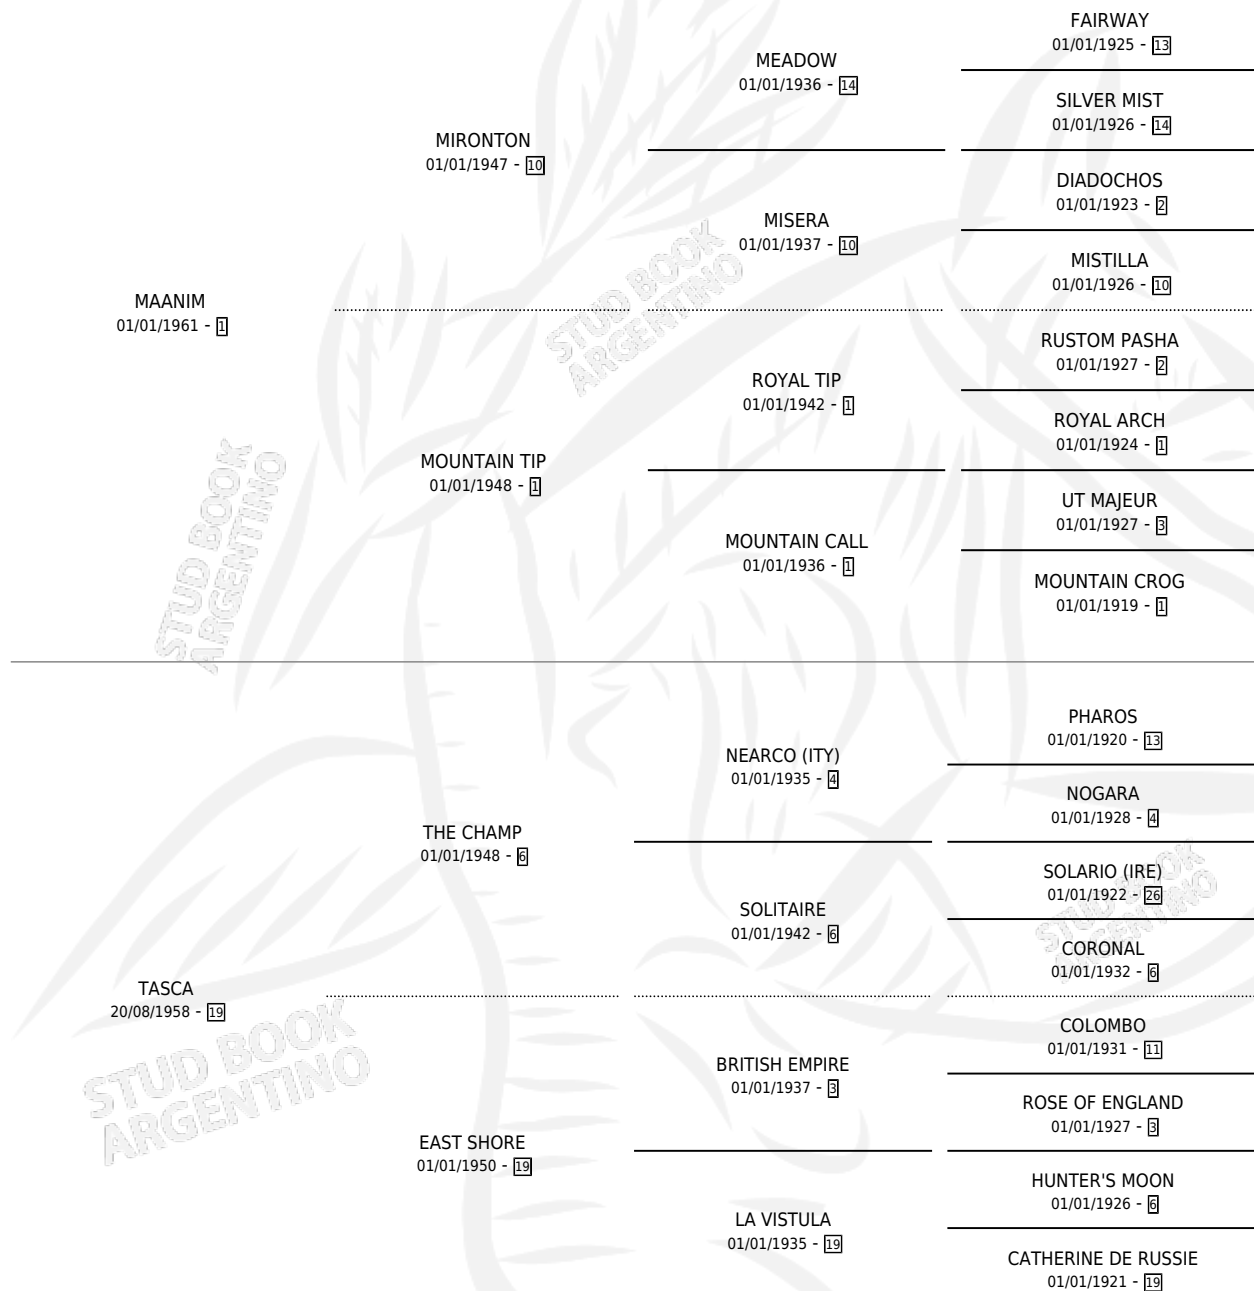 FAIRWAY
01/01/1925 - 13
MEADOW
01/01/1936 - 14
SILVER MIST
01/01/1926 - 14
MIRONTON
01/01/1947 - 10
DIADOCHOS
01/01/1923 - 2
MISERA
01/01/1937 - 10
MISTILLA
01/01/1926 - 10
MAANIM
01/01/1961 - 1
RUSTOM PASHA
01/01/1927 - 2
ROYAL TIP
01/01/1942 - 1
ROYAL ARCH
01/01/1924 - 1
MOUNTAIN TIP
01/01/1948 - 1
UT MAJEUR
01/01/1927 - 3
MOUNTAIN CALL
01/01/1936 - 1
MOUNTAIN CROG
01/01/1919 - 1
PHAROS
01/01/1920 - 13
NEARCO (ITY)
01/01/1935 - 4
NOGARA
01/01/1928 - 4
THE CHAMP
01/01/1948 - 6
SOLARIO (IRE)
01/01/1922 - 26
SOLITAIRE
01/01/1942 - 6
CORONAL
01/01/1932 - 6
TASCA
20/08/1958 - 19
COLOMBO
01/01/1931 - 11
BRITISH EMPIRE
01/01/1937 - 3
ROSE OF ENGLAND
01/01/1927 - 3
EAST SHORE
01/01/1950 - 19
HUNTER'S MOON
01/01/1926 - 6
LA VISTULA
01/01/1935 - 19
CATHERINE DE RUSSIE
01/01/1921 - 19
STUD BOOK
ARGENTINO
STUD BOOK
ARGENTINO
STUD BOOK
ARGENTINO
STUD BOOK
ARGENTINO